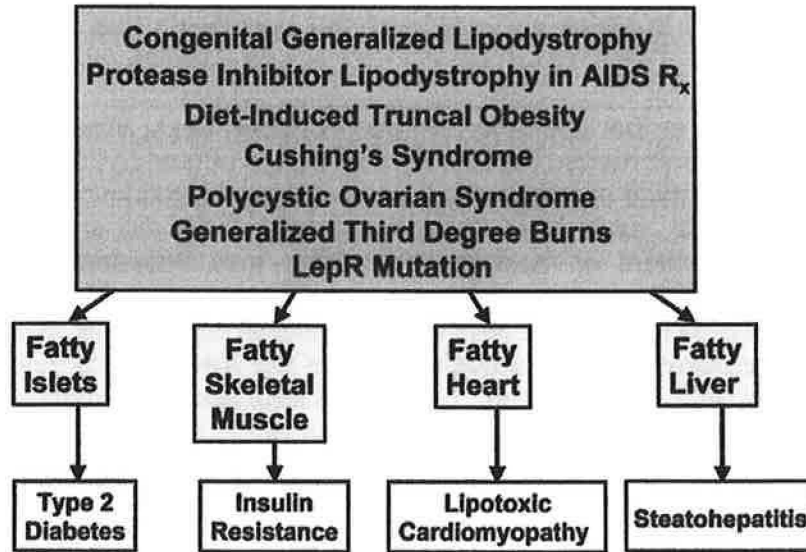 Congenital Generalized Lipodystrophy
Protease Inhibitor Lipodystrophy in AIDS Rx
Diet-Induced Truncal Obesity
Cushing's Syndrome
Polycystic Ovarian Syndrome
Generalized Third Degree Burns
LepR Mutation
Fatty
Islets
Fatty
Skeletal
Muscle
Fatty
Heart
Fatty
Liver
Type 2
Diabetes
Insulin
Resistance
Lipotoxic
Cardiomyopathy
Steatohepatitis